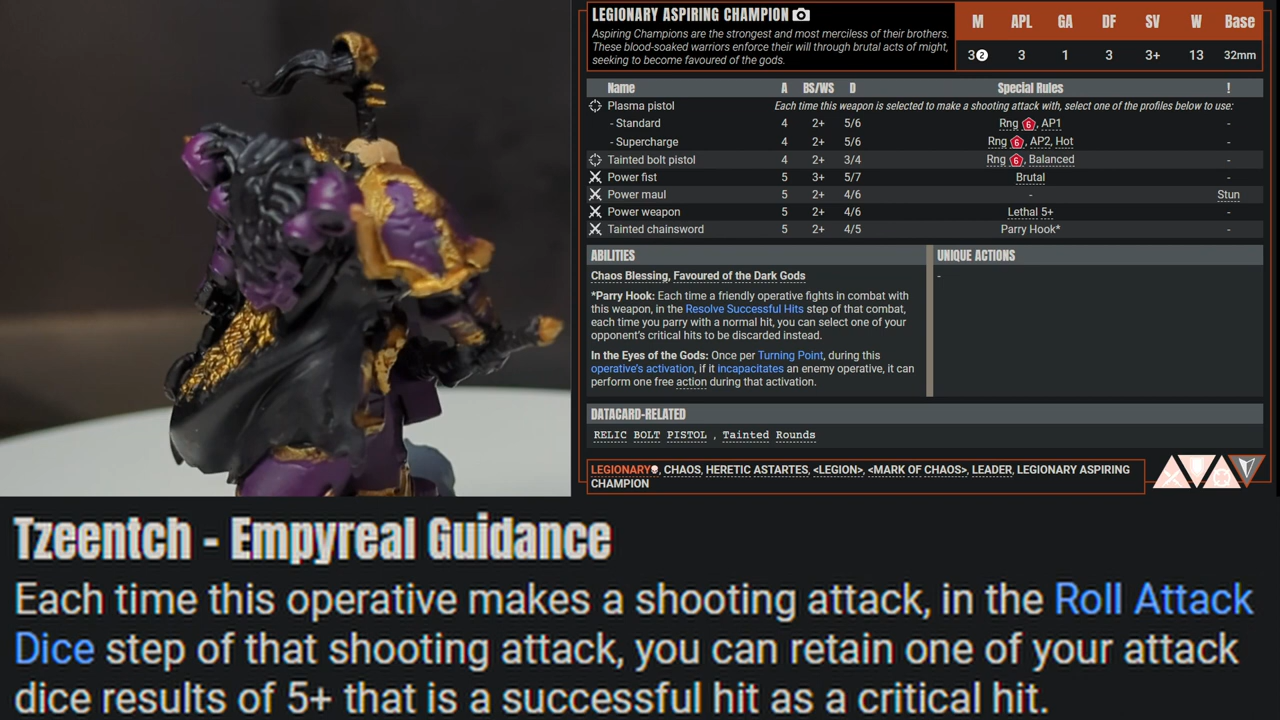 LEGIONARY ASPIRING CHAMPION
Aspiring Champions are the strongest and most merciless of their brothers.
These blood-soaked warriors enforce their will through brutal acts of might,
seeking to become favoured of the gods.
M APL GA DF SV W Base
3 2 3 1 3 3+ 13 32mm
Name A BS/WS D Special Rules !
Plasma pistol Each time this weapon is selected to make a shooting attack with, select one of the profiles below to use:
- Standard 4 2+ 5/6 Rng 6, AP1 -
- Supercharge 4 2+ 5/6 Rng 6, AP2, Hot -
Tainted bolt pistol 4 2+ 3/4 Rng 6, Balanced -
Power fist 5 3+ 5/7 Brutal -
Power maul 5 2+ 4/6 - Stun
Power weapon 5 2+ 4/6 Lethal 5+ -
Tainted chainsword 5 2+ 4/5 Parry Hook* -
ABILITIES
Chaos Blessing, Favoured of the Dark Gods
*Parry Hook: Each time a friendly operative fights in combat with
this weapon, in the Resolve Successful Hits step of that combat,
each time you parry with a normal hit, you can select one of your
opponent's critical hits to be discarded instead.
In the Eyes of the Gods: Once per Turning Point, during this
operative's activation, if it incapacitates an enemy operative, it can
perform one free action during that activation.
UNIQUE ACTIONS
-
DATACARD-RELATED
RELIC BOLT PISTOL , Tainted Rounds
LEGIONARY, CHAOS, HERETIC ASTARTES, <LEGION>, <MARK OF CHAOS>, LEADER, LEGIONARY ASPIRING
CHAMPION
Tzeentch - Empyreal Guidance
Each time this operative makes a shooting attack, in the Roll Attack
Dice step of that shooting attack, you can retain one of your attack
dice results of 5+ that is a successful hit as a critical hit.